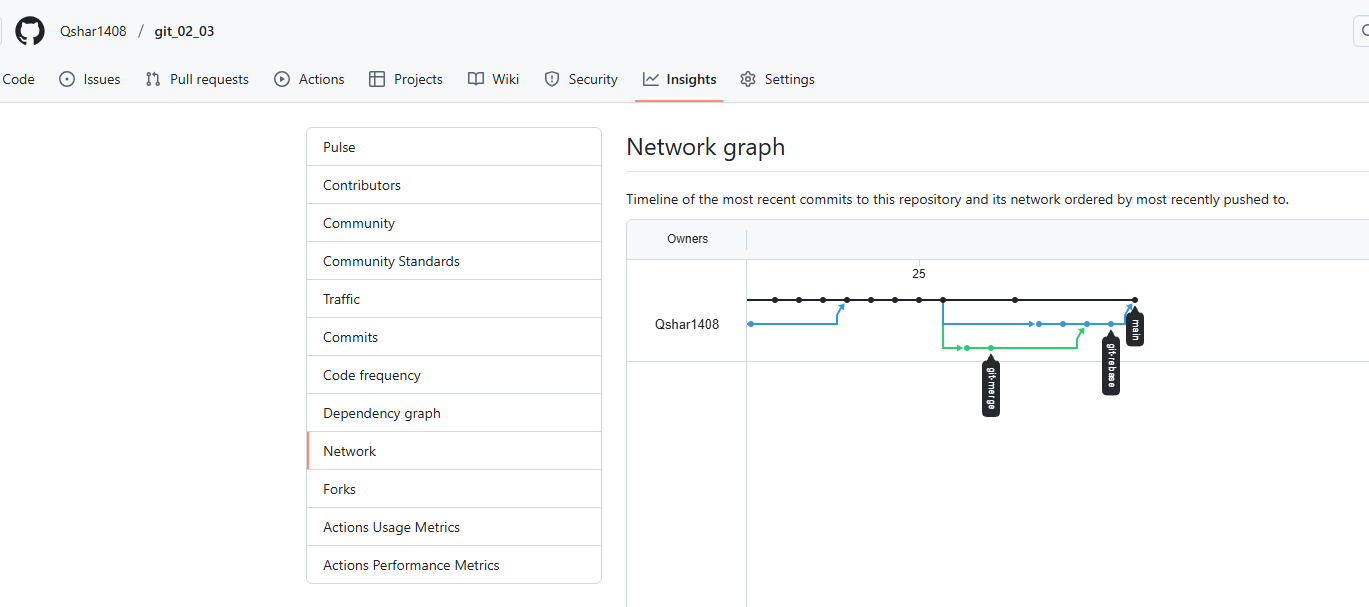 Qshar1408 / git_02_03
Code Issues Pull requests Actions Projects Wiki Security Insights Settings
Pulse
Contributors
Community
Community Standards
Traffic
Commits
Code frequency
Dependency graph
Network
Forks
Actions Usage Metrics
Actions Performance Metrics
Network graph
Timeline of the most recent commits to this repository and its network ordered by most recently pushed to.
Owners
25
Qshar1408
main
git-rebase
git-merge